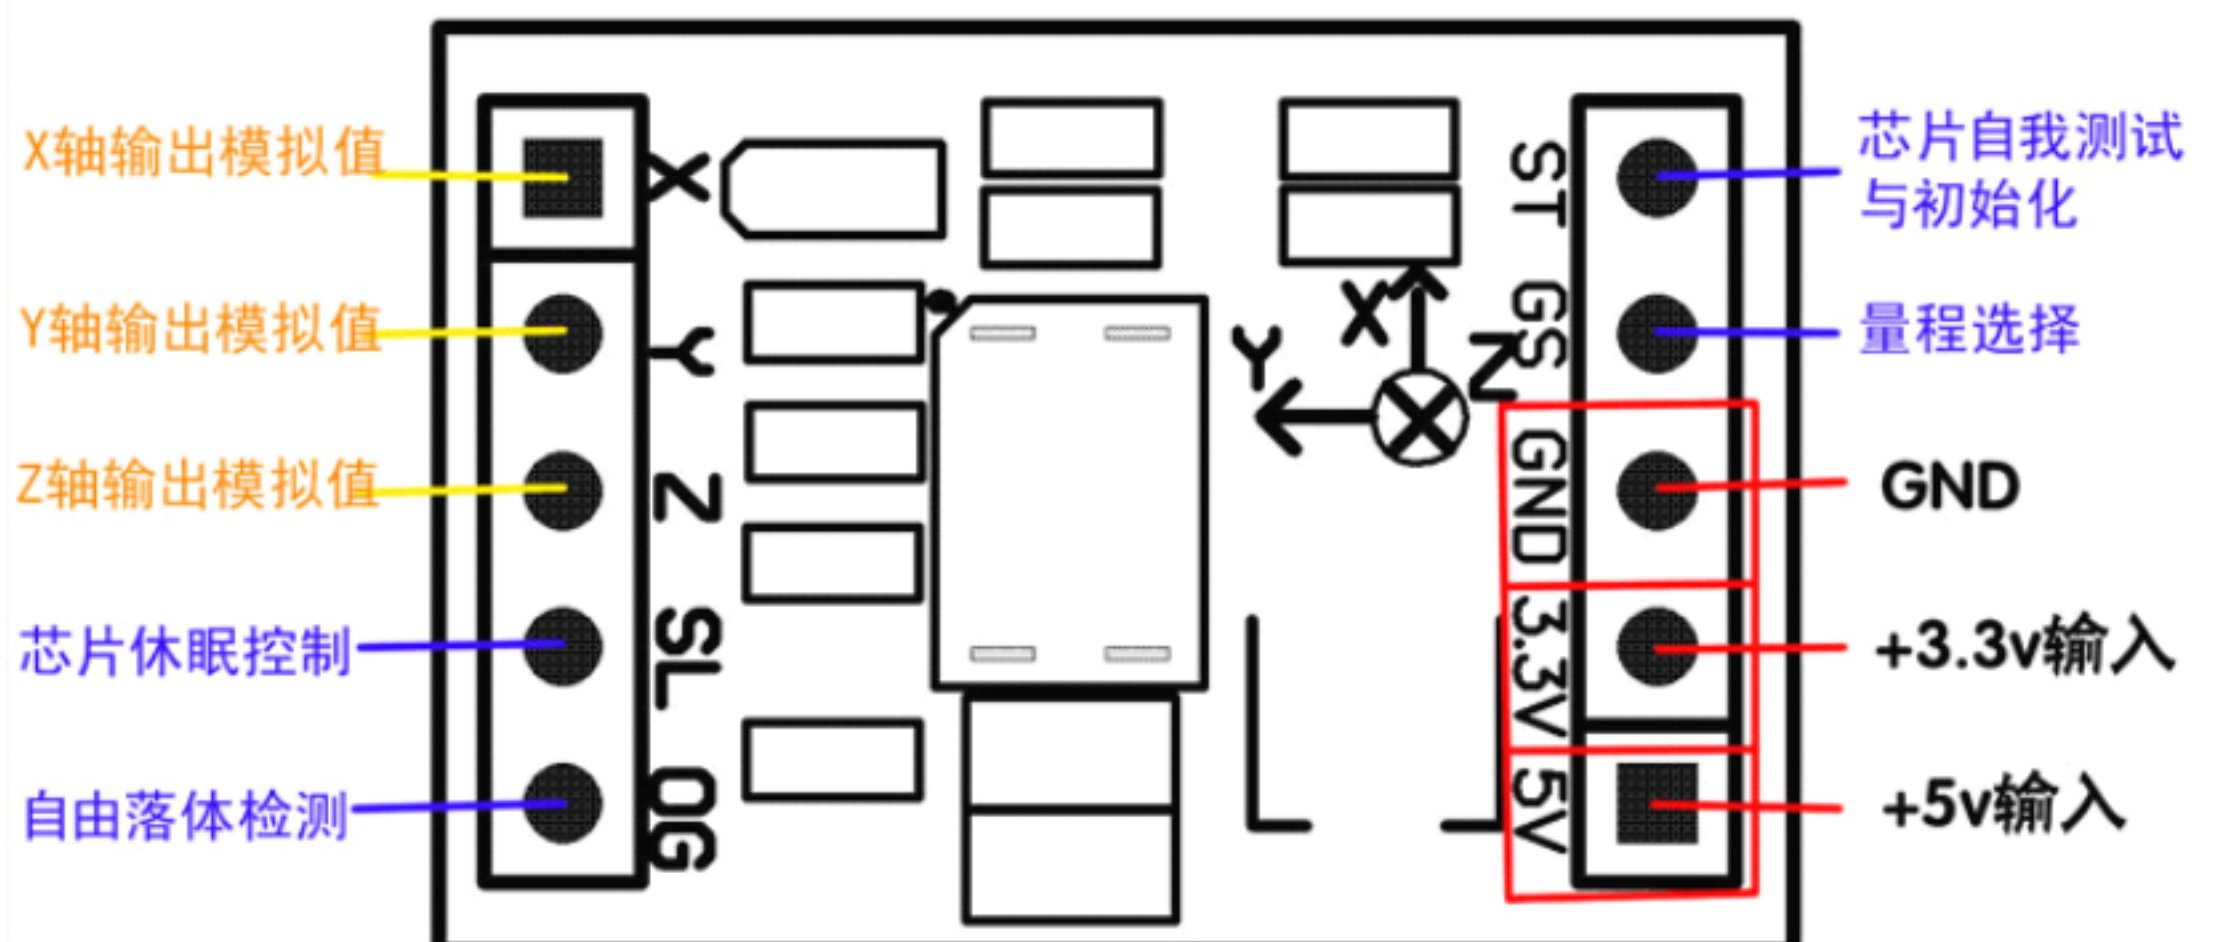 X轴输出模拟值
Y轴输出模拟值
Z轴输出模拟值
芯片休眠控制
自由落体检测
X
Y
Z
SL
0G
X
Y
Z
ST
GS
GND
3.3V
5V
芯片自我测试
与初始化
量程选择
GND
+3.3v输入
+5v输入